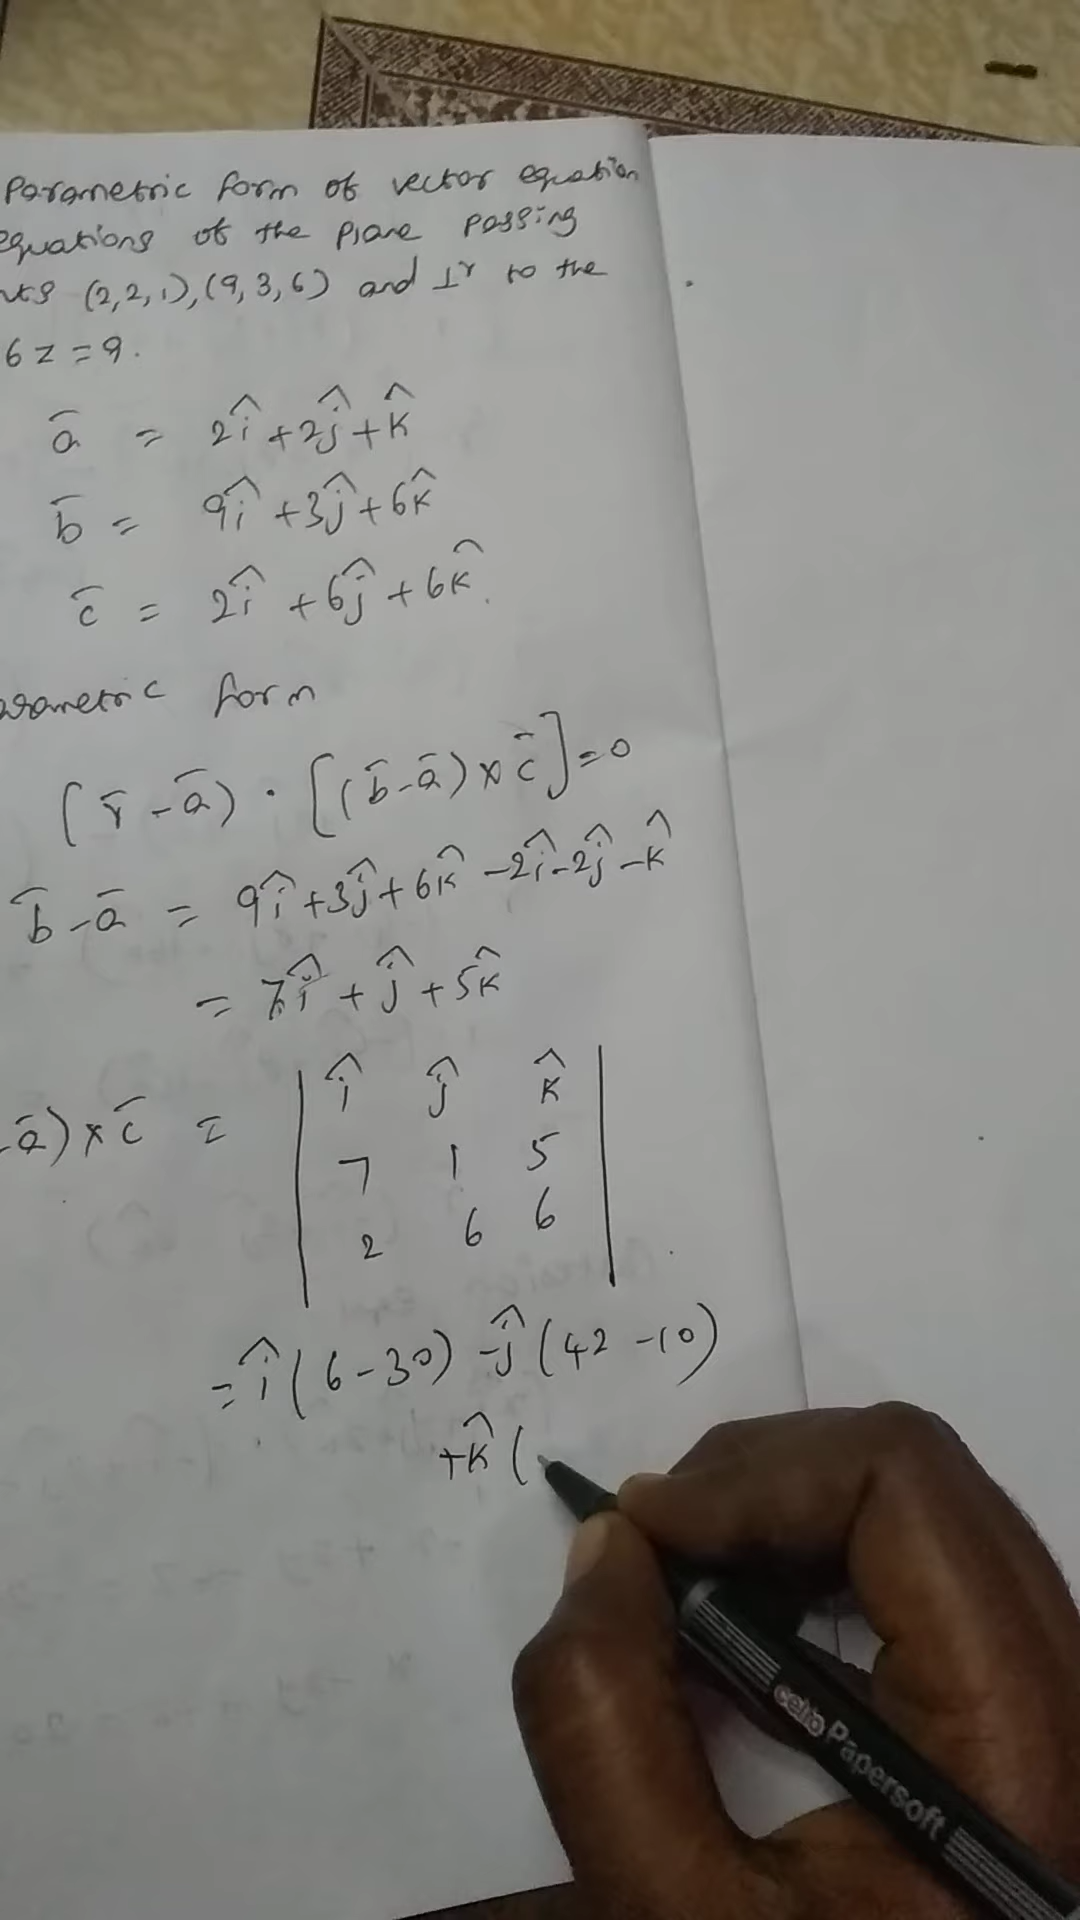 Parametric form of vector equation
equations of the plane passing
(2,2,1),(9,3,6) and ⊥r to the
6z=9.
a̅ = 2î+2ĵ+k̂
b̅ = 9î+3ĵ+6k̂
c̅ = 2î+6ĵ+6k̂.
form
(r̅-a̅)·[(b̅-a̅)×c̅]=0
b̅-a̅ = 9î+3ĵ+6k̂-2î-2ĵ-k̂
= 7î+ĵ+5k̂
-a̅)×c̅ = | î ĵ k̂ |
7 1 5
2 6 6
=î(6-30)-ĵ(42-10)
+k̂(
cello Papersoft